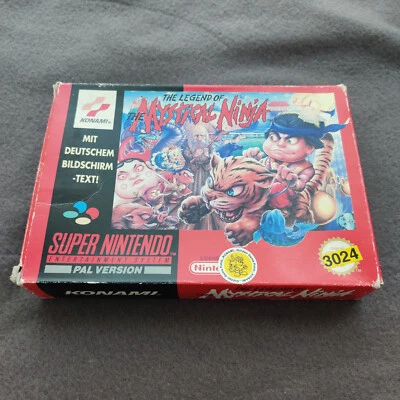 KONAMI
THE LEGEND OF
THE MYSTICAL NINJA
MIT
DEUTSCHEM
BILDSCHIRM
-TEXT!
SUPER NINTENDO
ENTERTAINMENT SYSTEM
PAL VERSION
Nin
3024
KONAMI
MYSTICAL NINJA